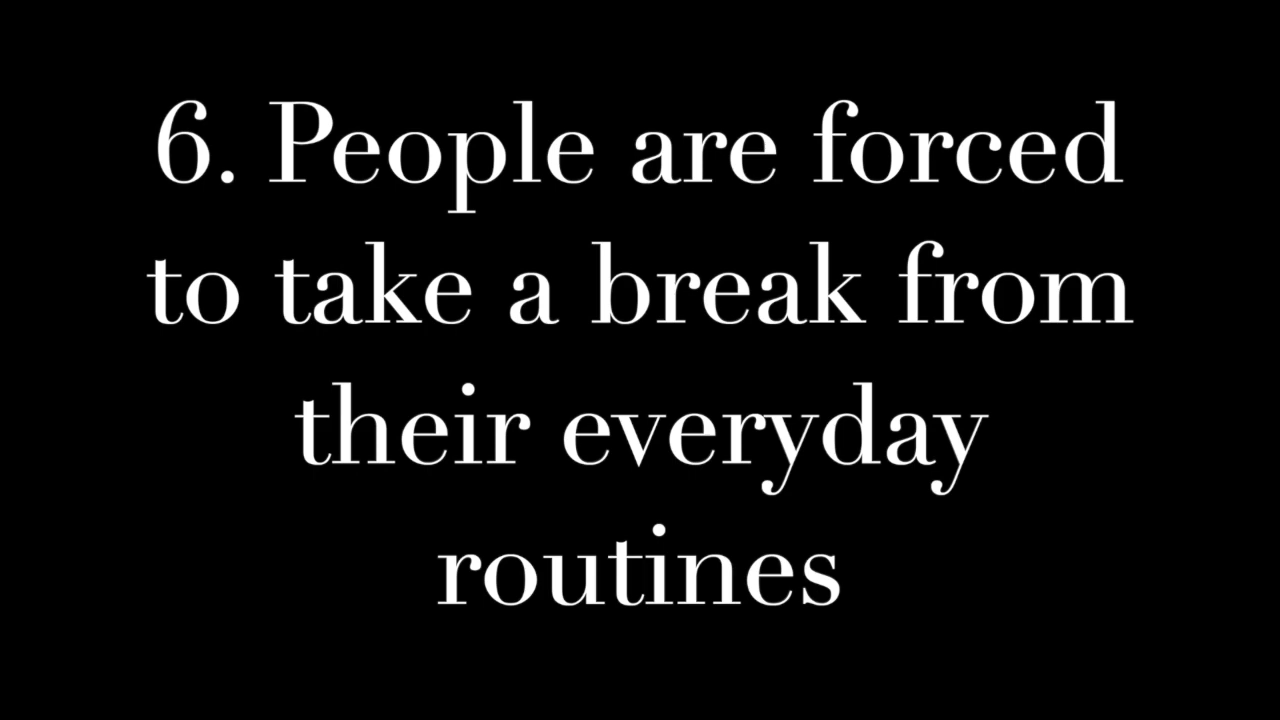 6. People are forced
to take a break from
their everyday
routines